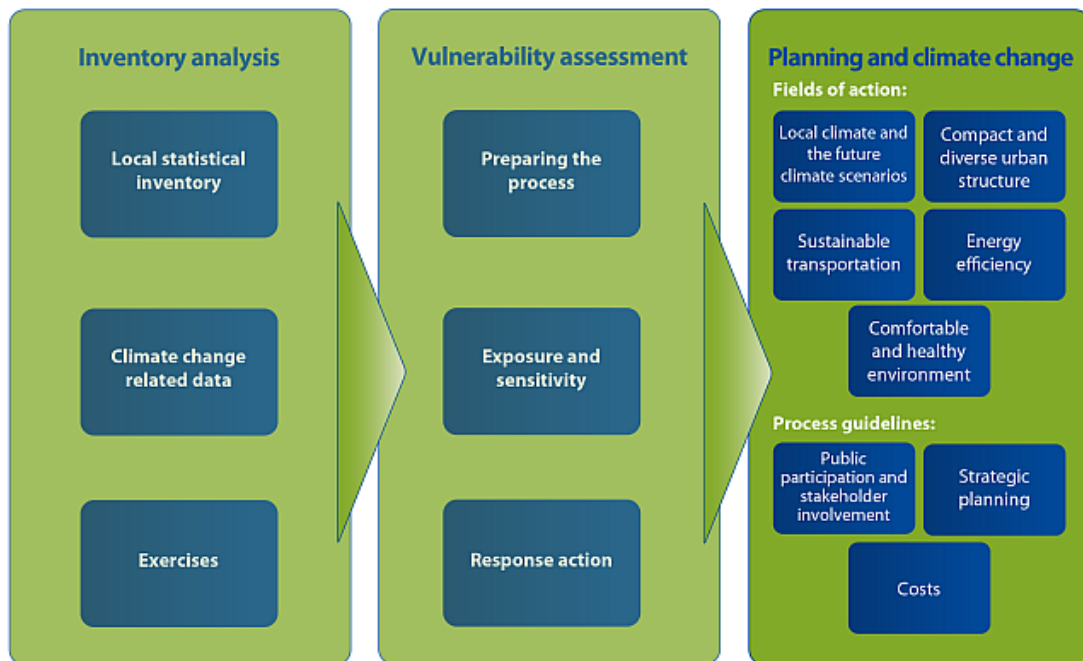 Inventory analysis
Local statistical
inventory
Climate change
related data
Exercises
Vulnerability assessment
Preparing the
process
Exposure and
sensitivity
Response action
Planning and climate change
Fields of action:
Local climate and
the future
climate scenarios
Compact and
diverse urban
structure
Sustainable
transportation
Energy
efficiency
Comfortable
and healthy
environment
Process guidelines:
Public
participation and
stakeholder
involvement
Strategic
planning
Costs